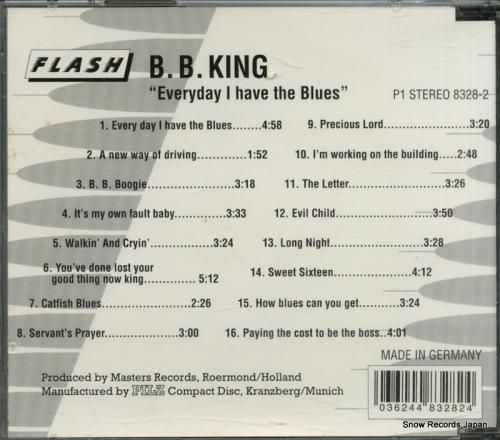 FLASH
B. B. KING
"Everyday I have the Blues"
P1 STEREO 8328-2
1. Every day I have the Blues........4:58
2. A new way of driving................1:52
3. B. B. Boogie........................3:18
4. It's my own fault baby...............3:33
5. Walkin' And Cryin'................3:24
6. You've done lost your
good thing now king.............. 5:12
7. Catfish Blues.......................2:26
8. Servant's Prayer...............3:00
9. Precious Lord.......................3:20
10. I'm working on the building.....2:48
11. The Letter.........................3:26
12. Evil Child..........................3:50
13. Long Night.........................3:28
14. Sweet Sixteen....................4:12
15. How blues can you get..........3:24
16. Paying the cost to be the boss..4:01
MADE IN GERMANY
Produced by Masters Records, Roermond/Holland
Manufactured by PILZ Compact Disc, Kranzberg/Munich
036244 832824
Snow Records Japan